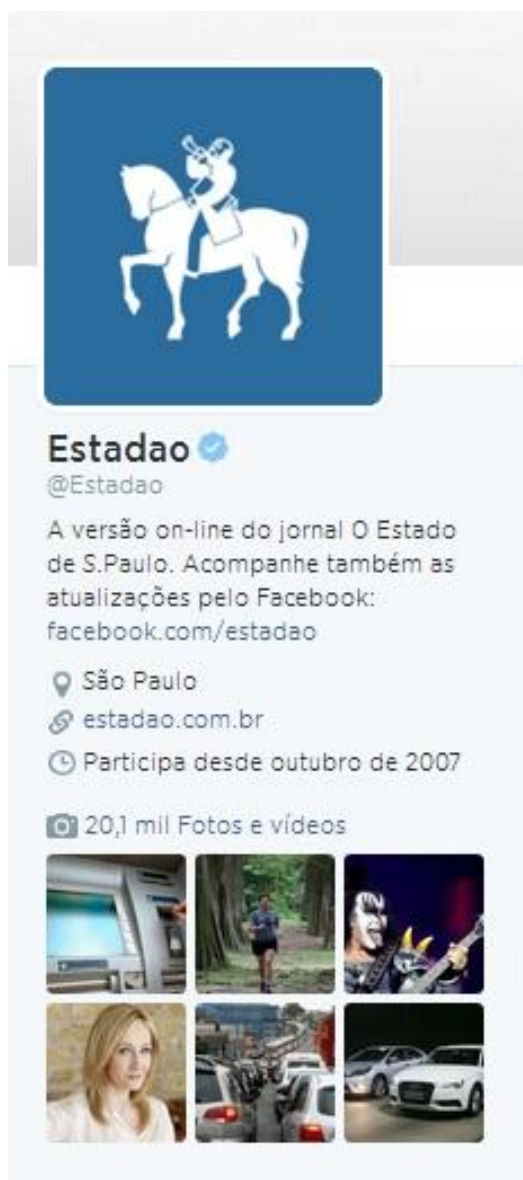 Estadao
@Estadao
A versão on-line do jornal O Estado
de S.Paulo. Acompanhe também as
atualizações pelo Facebook:
facebook.com/estadao
São Paulo
estadao.com.br
Participa desde outubro de 2007
20,1 mil Fotos e vídeos